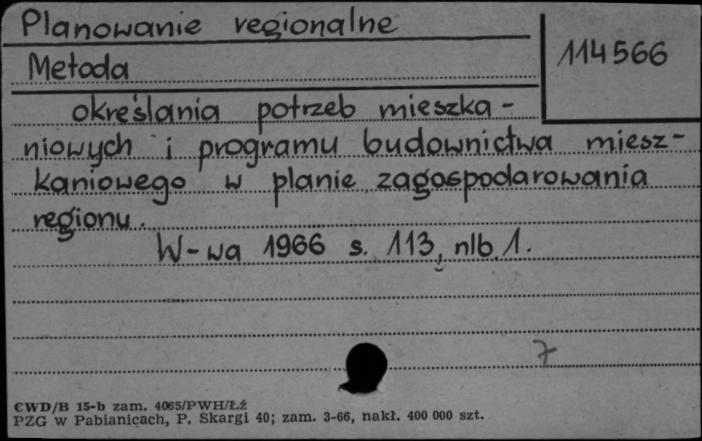 Planowanie regionalne
114566
Metoda
określania potrzeb mieszka-
niowych i programu budownictwa miesz-
kaniowego w planie zagospodarowania
regionu.
W-wa 1966 s. 113, nlb 1.
7
CWD/B 15-b zam. 4065/PWH/Łź
PZG w Pabianicach, P. Skargi 40; zam. 3-66, nakł. 400 000 szt.